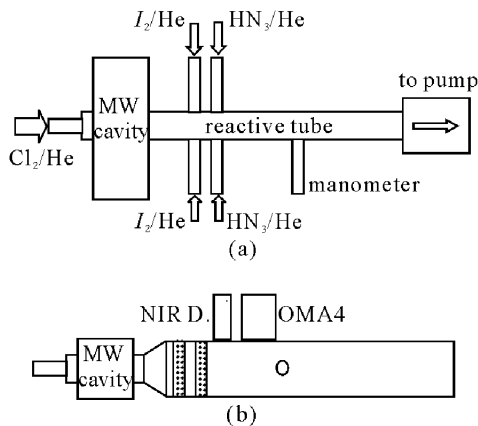 I₂/He HN₃/He
MW cavity
reactive tube
to pump
Cl₂/He
manometer
I₂/He HN₃/He
(a)
NIR D. OMA4
MW cavity
(b)